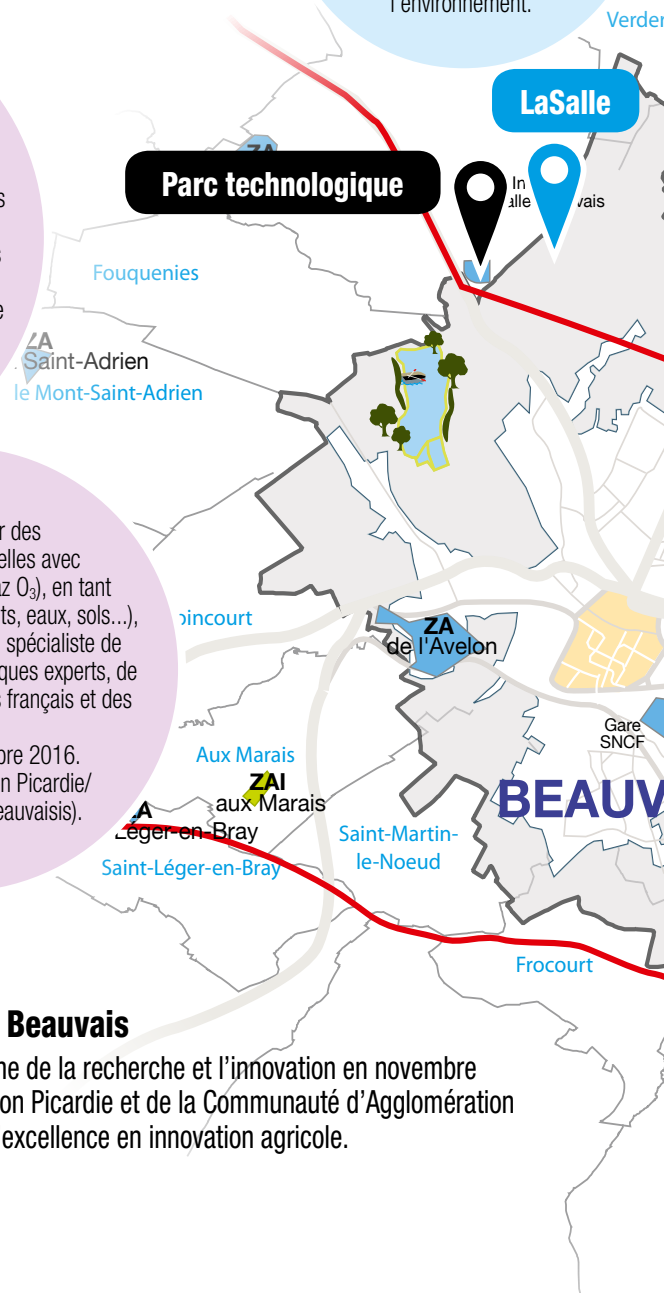 l'environnement.
LaSalle
Parc technologique
ZA
In
Fouquenies
ZA
Saint-Adrien
le Mont-Saint-Adrien
r des
elles avec
az O₃), en tant
ts, eaux, sols...),
spécialiste de
ques experts, de
s français et des
bre 2016.
n Picardie/
eauvaisis).
oincourt
ZA
de l'Avelon
Gare
SNCF
BEAUV
Aux Marais
ZAI
aux Marais
Léger-en-Bray
Saint-Léger-en-Bray
Saint-Martin-
le-Noeud
Frocourt
Beauvais
ne de la recherche et l'innovation en novembre
on Picardie et de la Communauté d'Agglomération
excellence en innovation agricole.